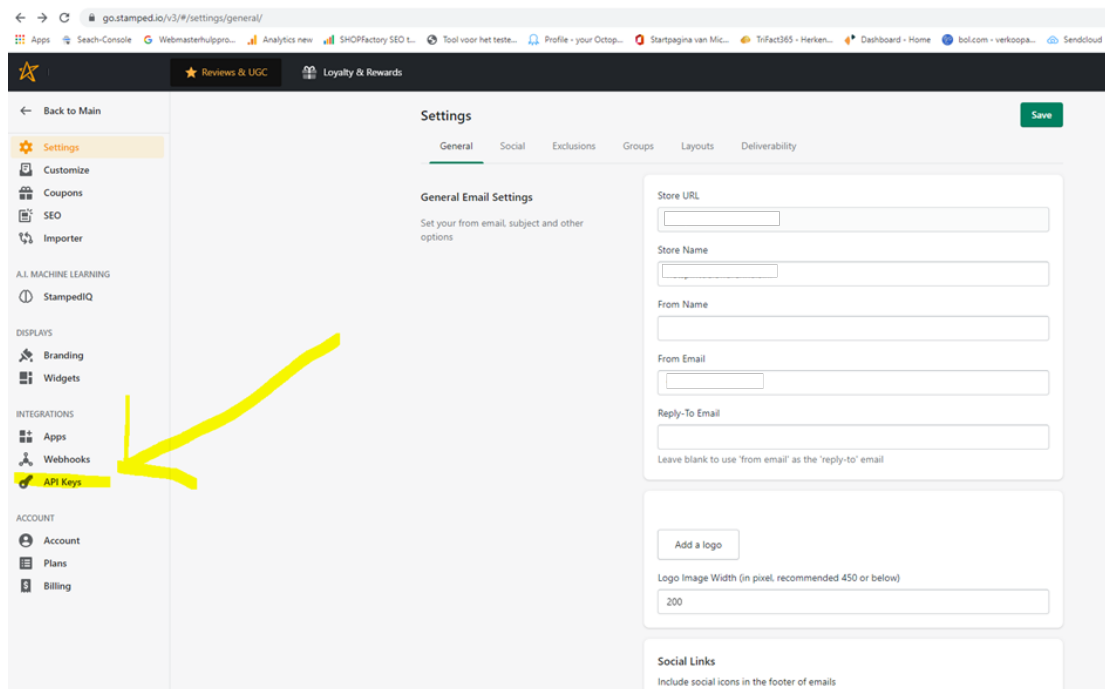 go.stamped.io/v3/#/settings/general/
Apps Seach-Console Webmasterhulppro... Analytics new SHOPFactory SEO t... Tool voor het teste... Profile - your Octop... Startpagina van Mic... TriFact365 - Herken... Dashboard - Home bol.com - verkoopa... Sendcloud
Reviews & UGC Loyalty & Rewards
Back to Main
Settings
Customize
Coupons
SEO
Importer
A.I. MACHINE LEARNING
StampedIQ
DISPLAYS
Branding
Widgets
INTEGRATIONS
Apps
Webhooks
API Keys
ACCOUNT
Account
Plans
Billing
Settings
Save
General Social Exclusions Groups Layouts Deliverability
General Email Settings
Set your from email, subject and other
options
Store URL
Store Name
From Name
From Email
Reply-To Email
Leave blank to use 'from email' as the 'reply-to' email
Add a logo
Logo Image Width (in pixel, recommended 450 or below)
200
Social Links
Include social icons in the footer of emails